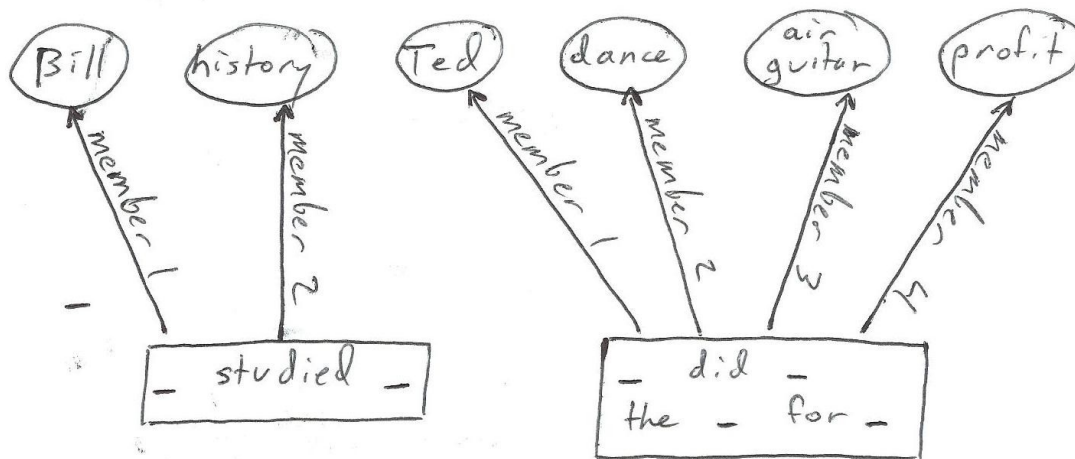 Bill history Ted dance air guitar profit
member 1 member 2 member 1 member 2 member 3 member 4
_ studied _
_ did _
the _ for _